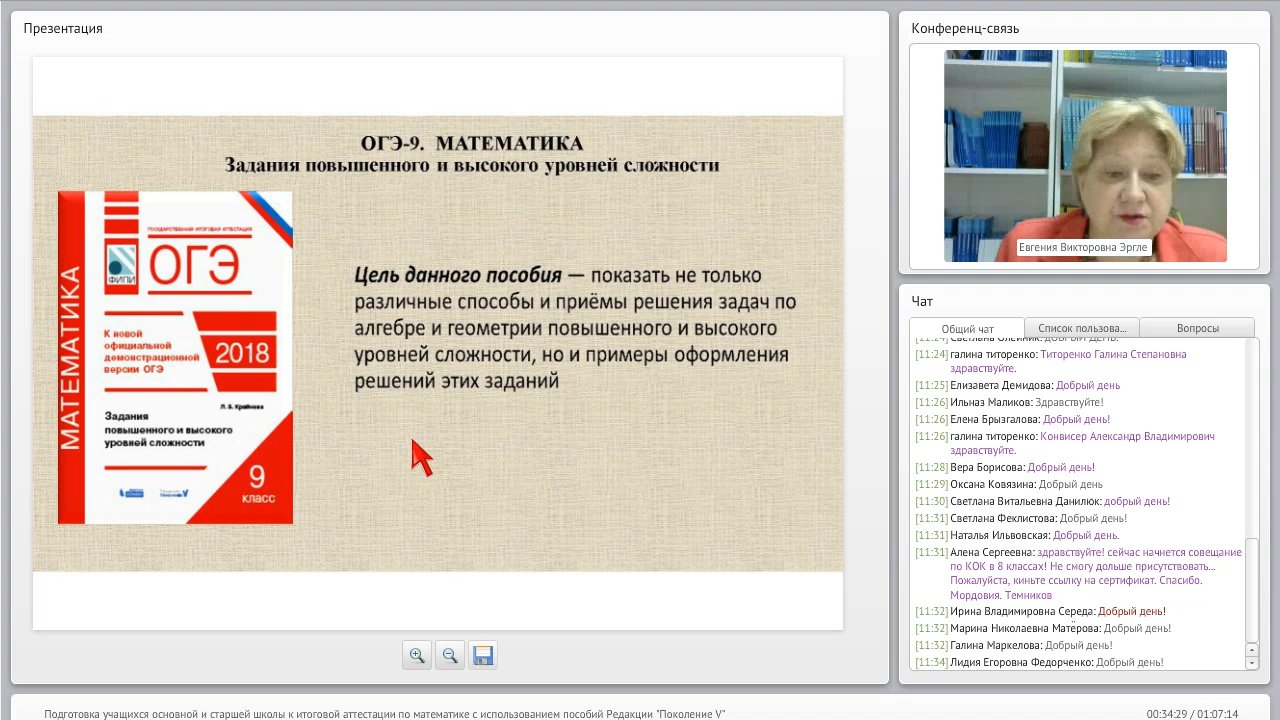 Презентация
ОГЭ-9. МАТЕМАТИКА
Задания повышенного и высокого уровней сложности
МАТЕМАТИКА
ГОСУДАРСТВЕННАЯ ИТОГОВАЯ АТТЕСТАЦИЯ
ФИПИ
ОГЭ
К новой
официальной
демонстрационной
версии ОГЭ
2018
Л. Б. Крайнева
Задания
повышенного и высокого
уровней сложности
9
класс
Цель данного пособия — показать не только
различные способы и приёмы решения задач по
алгебре и геометрии повышенного и высокого
уровней сложности, но и примеры оформления
решений этих заданий
Конференц-связь
Евгения Викторовна Эргле
Чат
Общий чат
Список пользова...
Вопросы
[11:24] Светлана Олейник: ДОБРЫЙ ДЕНЬ!
[11:24] галина титоренко: Титоренко Галина Степановна
здравствуйте.
[11:25] Елизавета Демидова: Добрый день
[11:26] Ильназ Маликов: Здравствуйте!
[11:26] Елена Брызгалова: Добрый день!
[11:26] галина титоренко: Конвисер Александр Владимирович
здравствуйте.
[11:28] Вера Борисова: Добрый день!
[11:29] Оксана Ковязина: Добрый день
[11:30] Светлана Витальевна Данилюк: добрый день!
[11:31] Светлана Феклистова: Добрый день!
[11:31] Наталья Ильвовская: Добрый день.
[11:31] Алена Сергеевна: здравствуйте! сейчас начнется совещание
по КОК в 8 классах! Не смогу дольше присутствовать...
Пожалуйста, киньте ссылку на сертификат. Спасибо.
Мордовия. Темников
[11:32] Ирина Владимировна Середа: Добрый день!
[11:32] Марина Николаевна Матёрова: Добрый день!
[11:32] Галина Маркелова: Добрый день!
[11:34] Лидия Егоровна Федорченко: Добрый день!
Подготовка учащихся основной и старшей школы к итоговой аттестации по математике с использованием пособий Редакции "Поколение V"
00:34:29 / 01:07:14